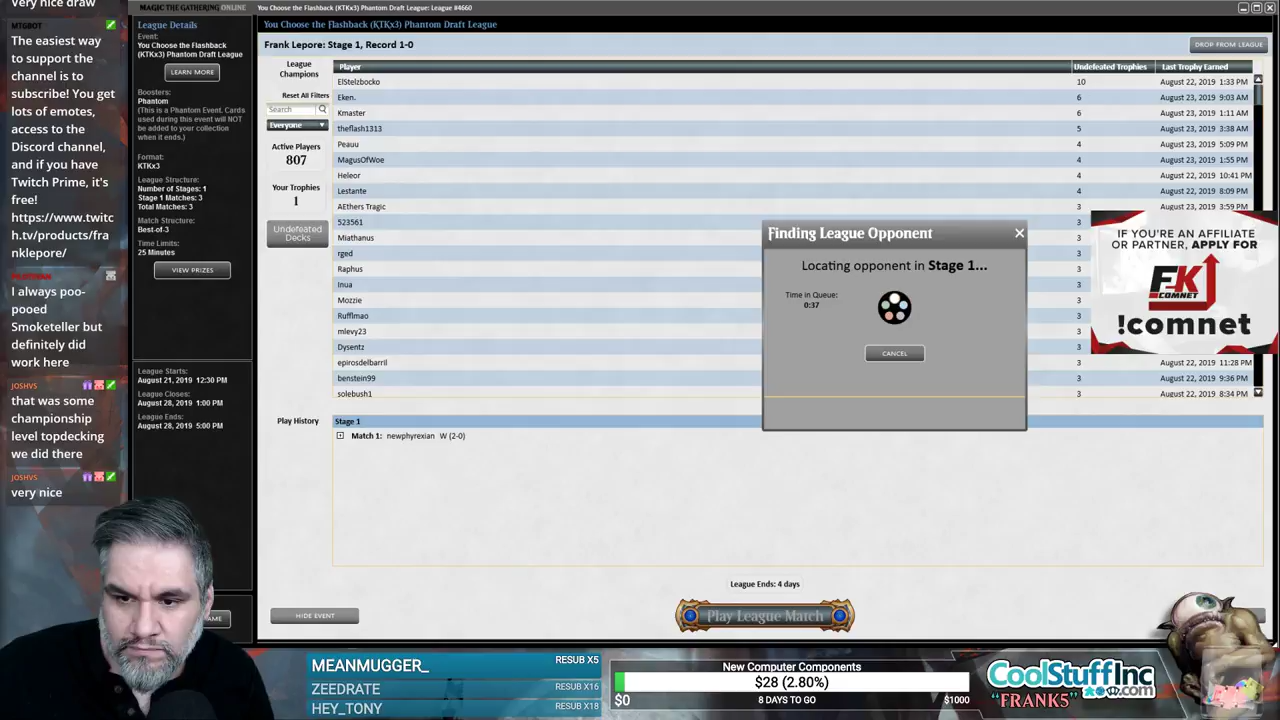 very nice draw
MTGBOT
The easiest way
to support the
channel is to
subscribe! You get
lots of emotes,
access to the
Discord channel,
and if you have
Twitch Prime, it's
free!
https://www.twitc
h.tv/products/fra
nklepore/
I always poo-
pooed
Smoketeller but
definitely did
work here
JOSHVS
that was some
championship
level topdecking
we did there
JOSHVS
very nice
MAGIC THE GATHERING ONLINE
League Details
Event:
You Choose the Flashback
(KTKx3) Phantom Draft League
LEARN MORE
Boosters:
Phantom
(This is a Phantom Event. Cards
used during this event will NOT
be added to your collection
when it ends.)
Format:
KTKx3
League Structure:
Number of Stages: 1
Stage 1 Matches: 3
Total Matches: 3
Match Structure:
Best-of-3
Time Limits:
25 Minutes
VIEW PRIZES
League Starts:
August 21, 2019 12:30 PM
League Closes:
August 28, 2019 1:00 PM
League Ends:
August 28, 2019 5:00 PM
AME
You Choose the Flashback (KTKx3) Phantom Draft League: League #4660
You Choose the Flashback (KTKx3) Phantom Draft League
Frank Lepore: Stage 1, Record 1-0
DROP FROM LEAGUE
League
Champions
Reset All Filters
Search
Everyone
Active Players
807
Your Trophies
1
Undefeated
Decks
Player Undefeated Trophies Last Trophy Earned
ElStelzbocko 10 August 22, 2019 1:33 PM
Eken. 6 August 23, 2019 9:03 AM
Kmaster 6 August 23, 2019 1:11 AM
theflash1313 5 August 23, 2019 3:38 AM
Peauu 4 August 23, 2019 5:09 PM
MagusOfWoe 4 August 23, 2019 1:55 PM
Heleor 4 August 22, 2019 10:41 PM
Lestante 4 August 22, 2019 8:09 PM
AEthers Tragic 3 August 23, 2019 3:59 PM
523561 3
Miathanus 3
rged 3
Raphus 3
Inua 3
Mozzie 3
Rufflmao 3
mlevy23 3
Dysentz 3
epirosdelbarril 3 August 22, 2019 11:28 PM
benstein99 3 August 22, 2019 9:36 PM
solebush1 3 August 22, 2019 8:34 PM
Finding League Opponent
Locating opponent in Stage 1...
Time in Queue:
0:37
CANCEL
IF YOU'RE AN AFFILIATE
OR PARTNER, APPLY FOR
FK
COMNET
!comnet
Play History
Stage 1
Match 1: newphyrexian W (2-0)
League Ends: 4 days
HIDE EVENT
Play League Match
MEANMUGGER_ RESUB X5
ZEEDRATE RESUB X16
HEY_TONY RESUB X18
New Computer Components
$28 (2.80%)
$0 8 DAYS TO GO $1000
CoolStuffInc
.com
"FRANK5"